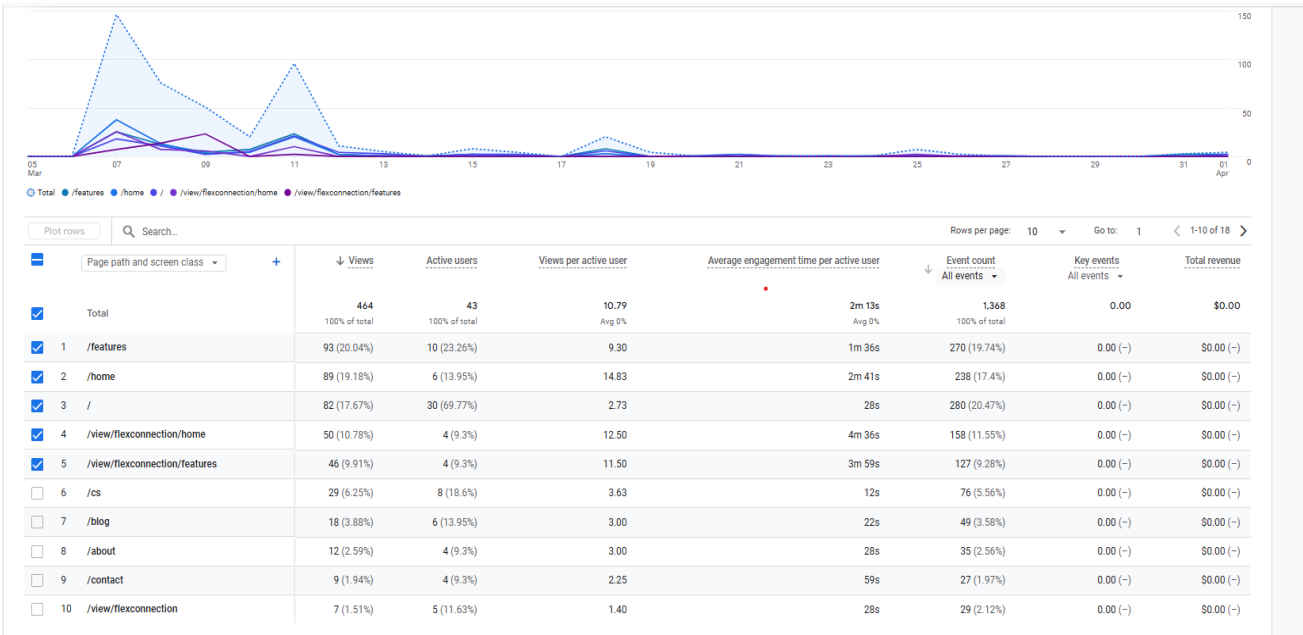 150
100
50
0
05 Mar 07 09 11 13 15 17 19 21 23 25 27 29 31 01 Apr
Total /features /home / /view/flexconnection/home /view/flexconnection/features
Plot rows Search… Rows per page: 10 Go to: 1 1-10 of 18
Page path and screen class + Views Active users Views per active user Average engagement time per active user Event count Key events Total revenue
All events All events
Total 464 43 10.79 2m 13s 1,368 0.00 $0.00
100% of total 100% of total Avg 0% Avg 0% 100% of total
1 /features 93 (20.04%) 10 (23.26%) 9.30 1m 36s 270 (19.74%) 0.00 (–) $0.00 (–)
2 /home 89 (19.18%) 6 (13.95%) 14.83 2m 41s 238 (17.4%) 0.00 (–) $0.00 (–)
3 / 82 (17.67%) 30 (69.77%) 2.73 28s 280 (20.47%) 0.00 (–) $0.00 (–)
4 /view/flexconnection/home 50 (10.78%) 4 (9.3%) 12.50 4m 36s 158 (11.55%) 0.00 (–) $0.00 (–)
5 /view/flexconnection/features 46 (9.91%) 4 (9.3%) 11.50 3m 59s 127 (9.28%) 0.00 (–) $0.00 (–)
6 /cs 29 (6.25%) 8 (18.6%) 3.63 12s 76 (5.56%) 0.00 (–) $0.00 (–)
7 /blog 18 (3.88%) 6 (13.95%) 3.00 22s 49 (3.58%) 0.00 (–) $0.00 (–)
8 /about 12 (2.59%) 4 (9.3%) 3.00 28s 35 (2.56%) 0.00 (–) $0.00 (–)
9 /contact 9 (1.94%) 4 (9.3%) 2.25 59s 27 (1.97%) 0.00 (–) $0.00 (–)
10 /view/flexconnection 7 (1.51%) 5 (11.63%) 1.40 28s 29 (2.12%) 0.00 (–) $0.00 (–)